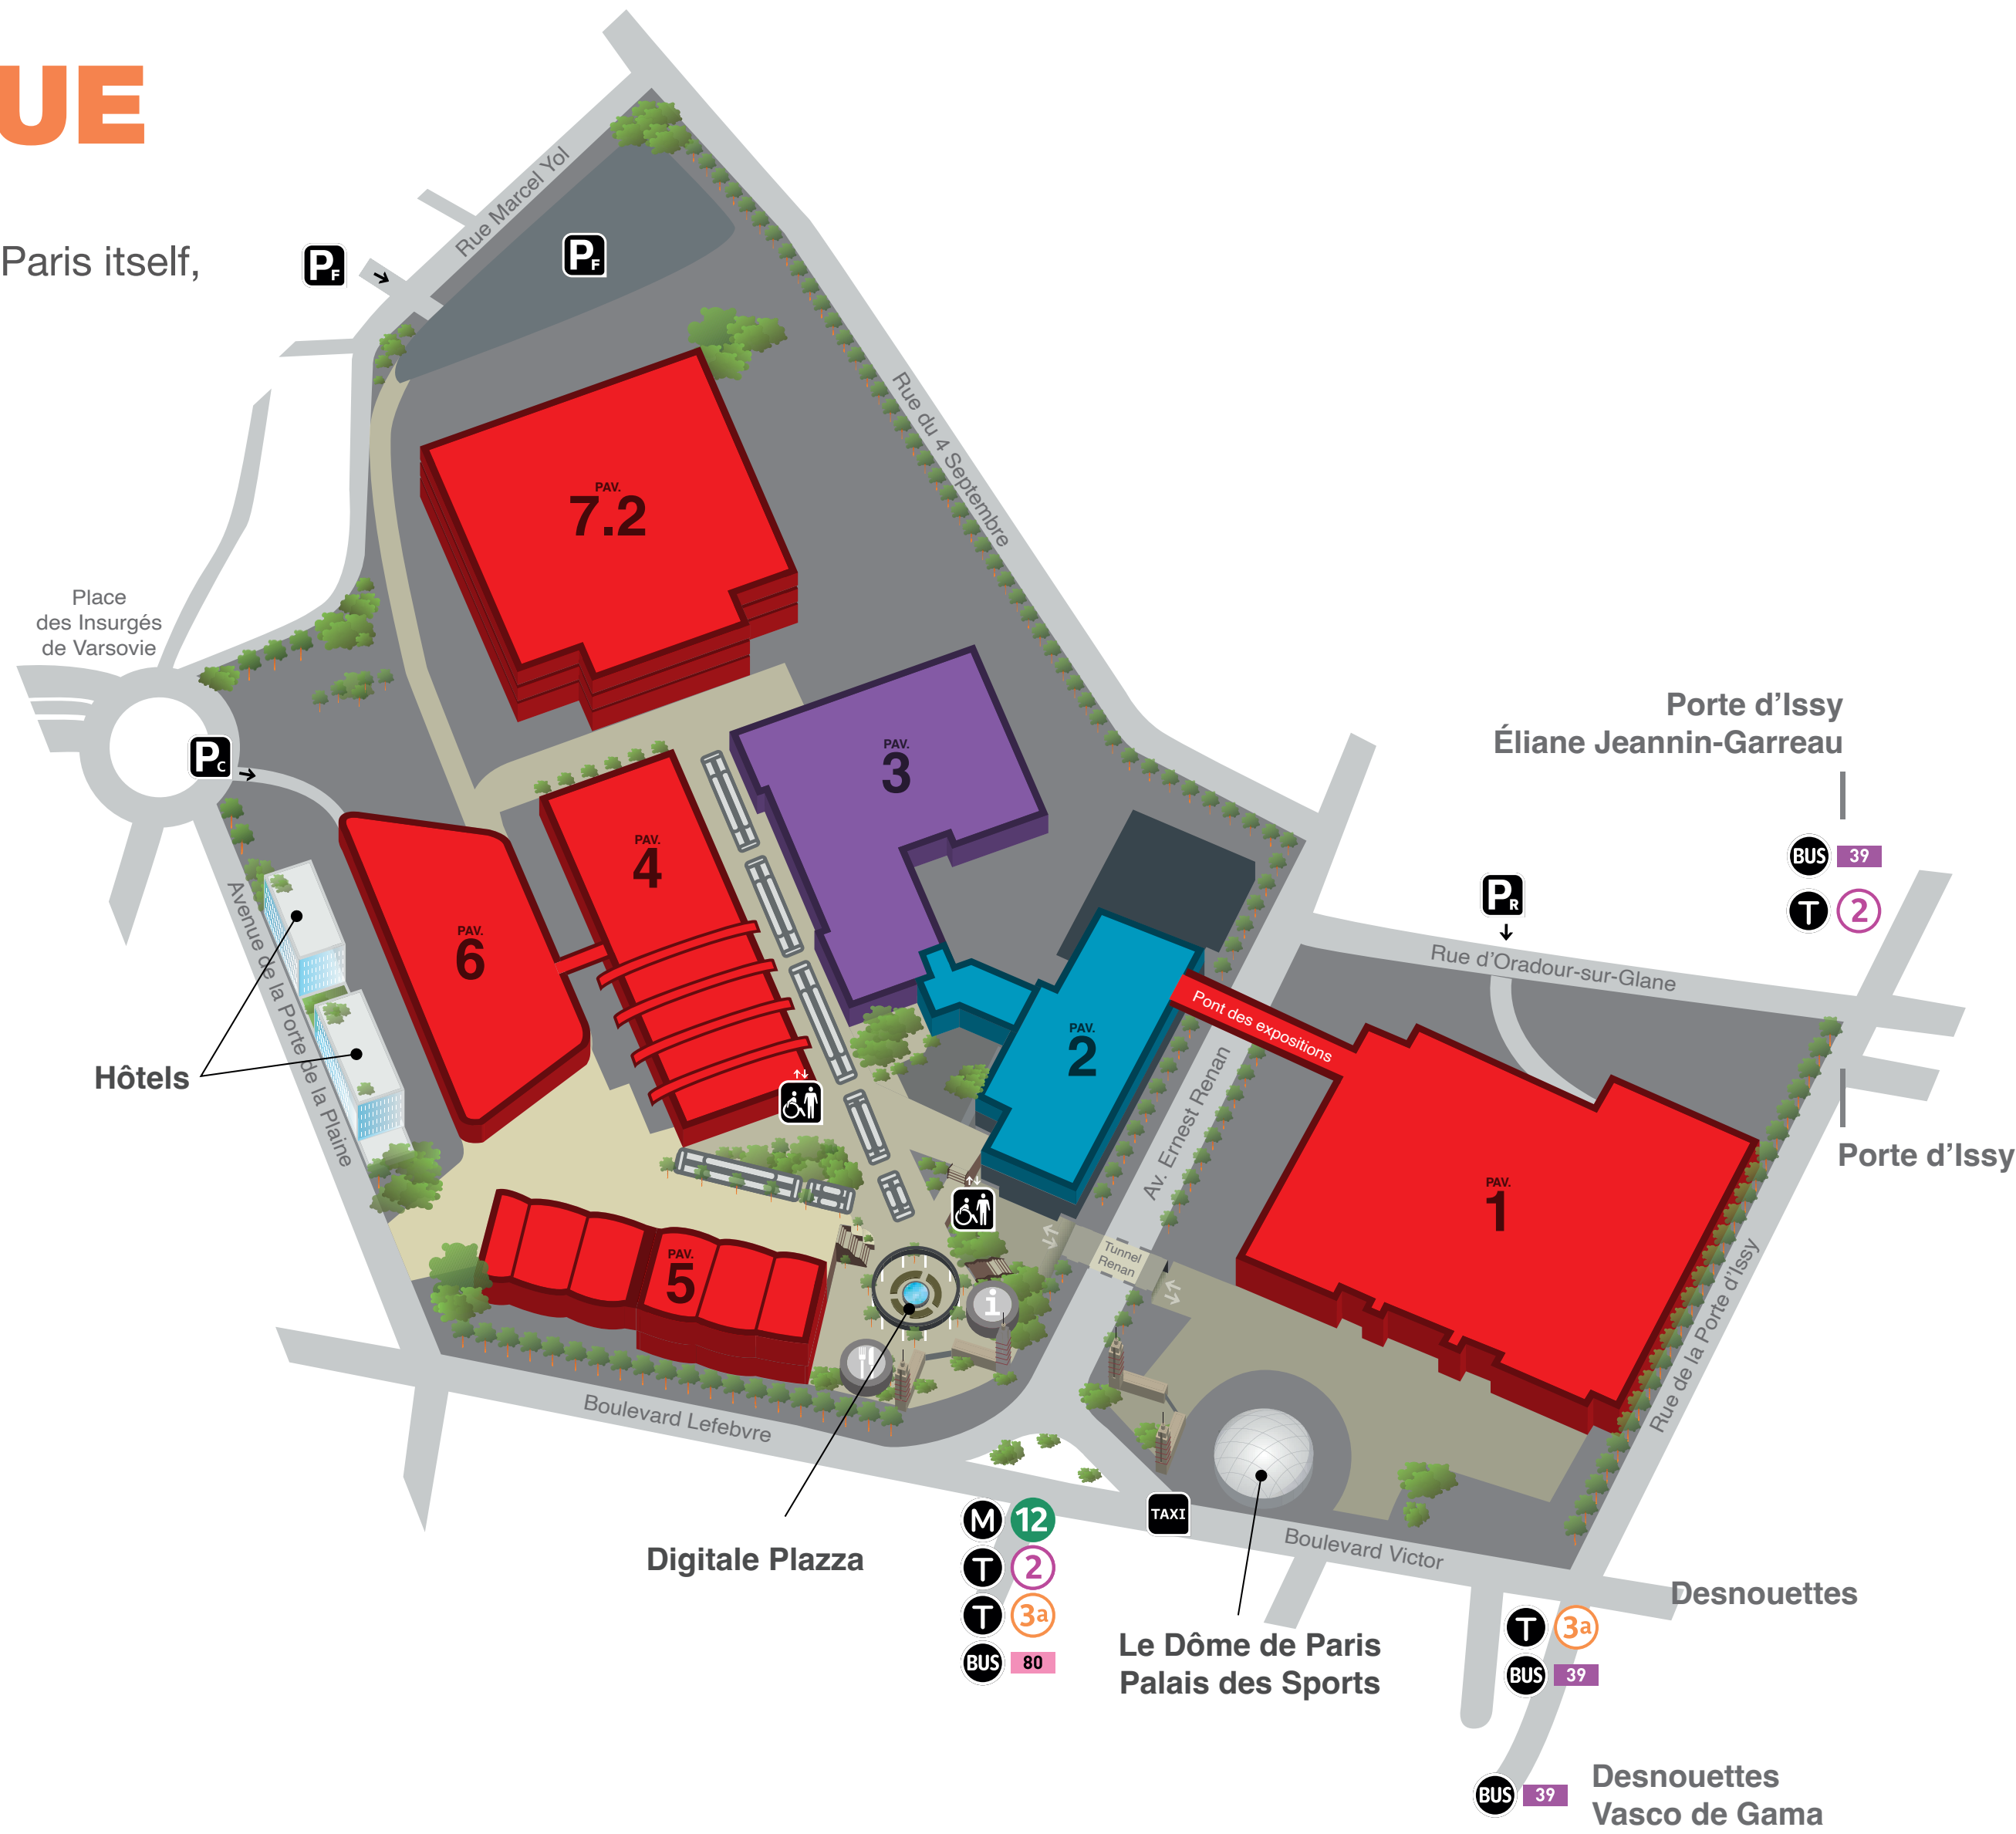 UE
Paris itself,
Rue Marcel Yol
PF
PF
Rue du 4 Septembre
PAV.
7.2
Place
des Insurgés
de Varsovie
PC
PAV.
3
PAV.
4
PAV.
6
PAV.
2
Pont des expositions
Porte d'Issy
Éliane Jeannin-Garreau
BUS 39
T 2
PR
Rue d'Oradour-sur-Glane
Avenue de la Porte de la Plaine
Hôtels
Av. Ernest Renan
Porte d'Issy
PAV.
1
PAV.
5
Tunnel
Renan
i
Rue de la Porte d'Issy
Boulevard Lefebvre
Digitale Plazza
M 12
T 2
T 3a
BUS 80
TAXI
Boulevard Victor
Le Dôme de Paris
Palais des Sports
Desnouettes
T 3a
BUS 39
BUS 39
Desnouettes
Vasco de Gama